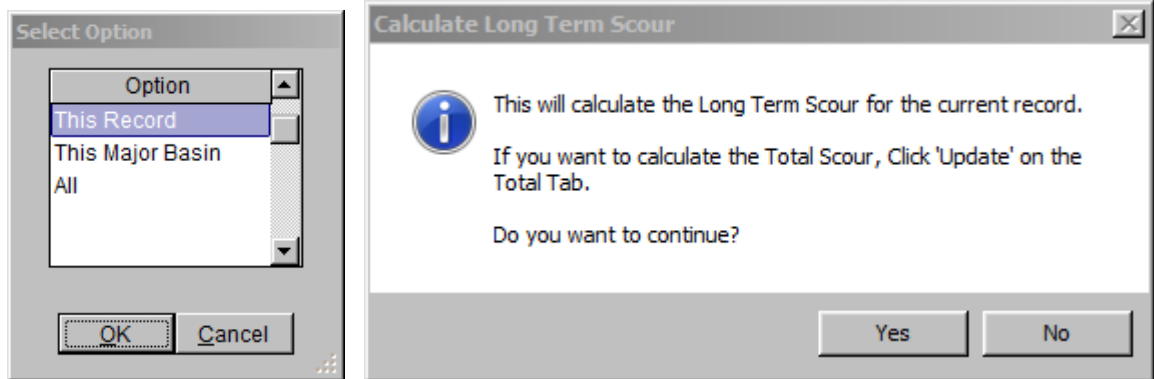 Select Option
Option
This Record
This Major Basin
All
OK
Cancel
Calculate Long Term Scour
This will calculate the Long Term Scour for the current record.
If you want to calculate the Total Scour, Click 'Update' on the
Total Tab.
Do you want to continue?
Yes
No